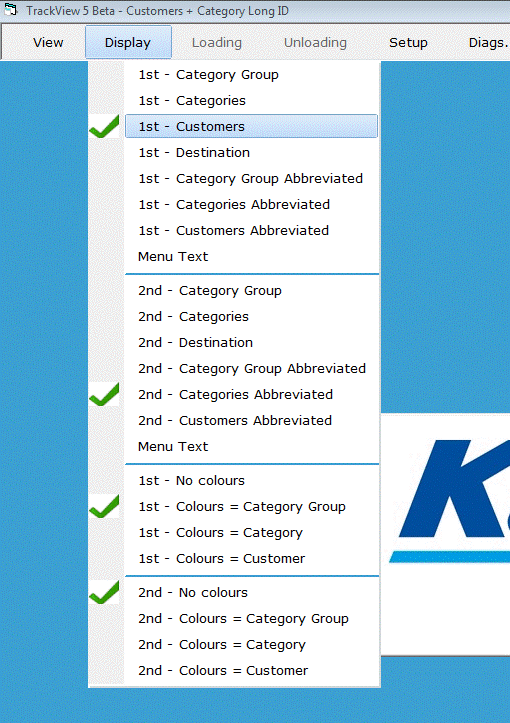 TrackView 5 Beta - Customers + Category Long ID
View Display Loading Unloading Setup Diags.
1st - Category Group
1st - Categories
1st - Customers
1st - Destination
1st - Category Group Abbreviated
1st - Categories Abbreviated
1st - Customers Abbreviated
Menu Text
2nd - Category Group
2nd - Categories
2nd - Destination
2nd - Category Group Abbreviated
2nd - Categories Abbreviated
2nd - Customers Abbreviated
Menu Text
1st - No colours
1st - Colours = Category Group
1st - Colours = Category
1st - Colours = Customer
2nd - No colours
2nd - Colours = Category Group
2nd - Colours = Category
2nd - Colours = Customer